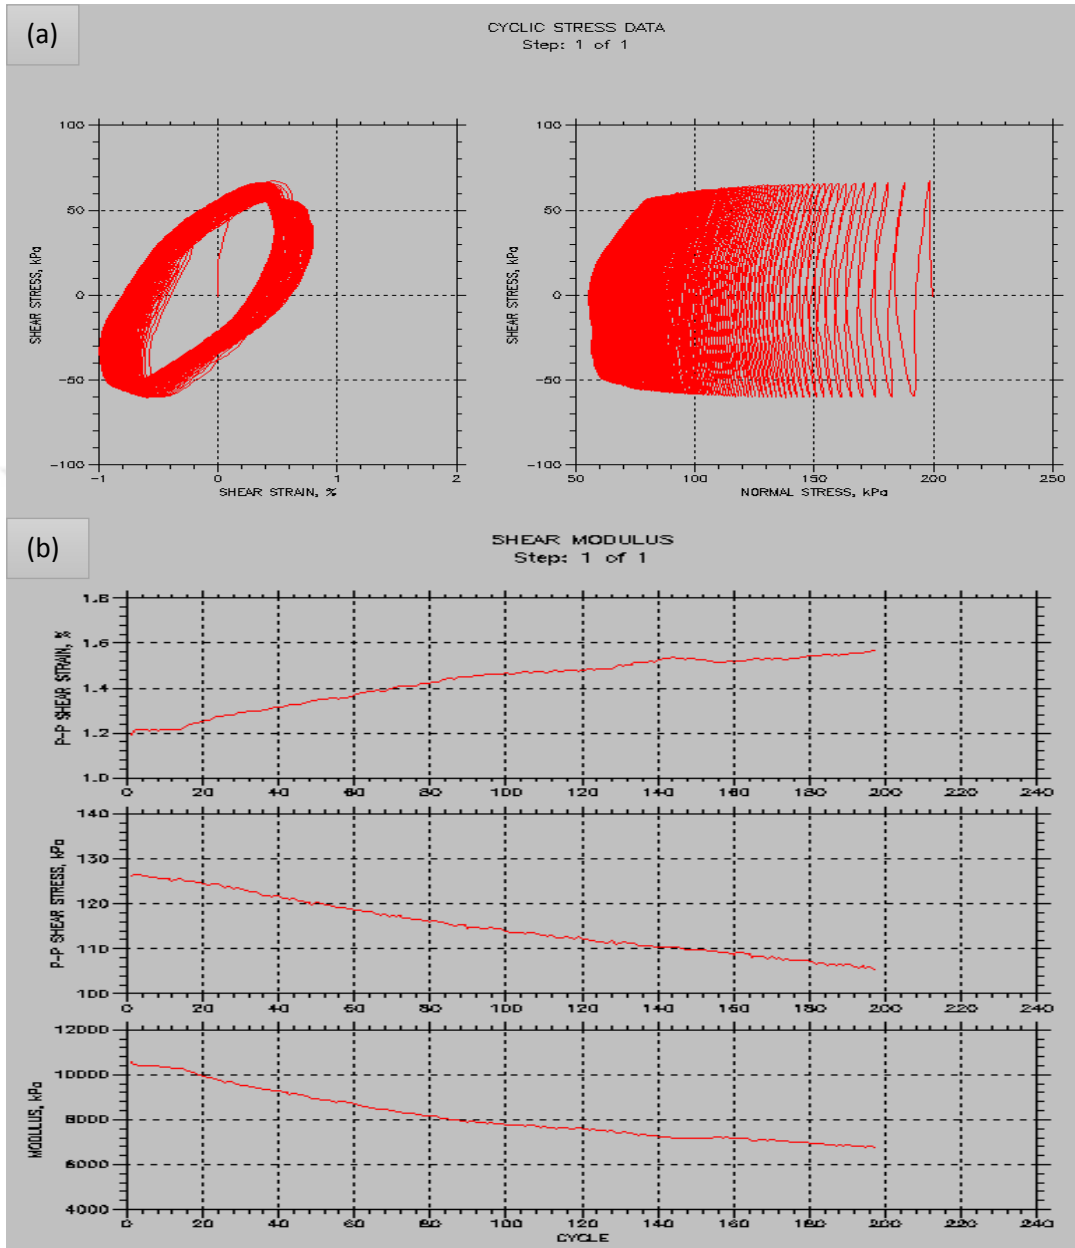 (a)
CYCLIC STRESS DATA
Step: 1 of 1
100
50
0
-50
-100
SHEAR STRESS, kPa
-1 0 1 2
SHEAR STRAIN, %
100
50
0
-50
-100
SHEAR STRESS, kPa
50 100 150 200 250
NORMAL STRESS, kPa
(b)
SHEAR MODULUS
Step: 1 of 1
1.8
1.6
1.4
1.2
1.0
P-P SHEAR STRAIN, %
0 20 40 60 80 100 120 140 160 180 200 220 240
140
130
120
110
100
P-P SHEAR STRESS, kPa
0 20 40 60 80 100 120 140 160 180 200 220 240
12000
10000
8000
6000
4000
MODULUS, kPa
0 20 40 60 80 100 120 140 160 180 200 220 240
CYCLE